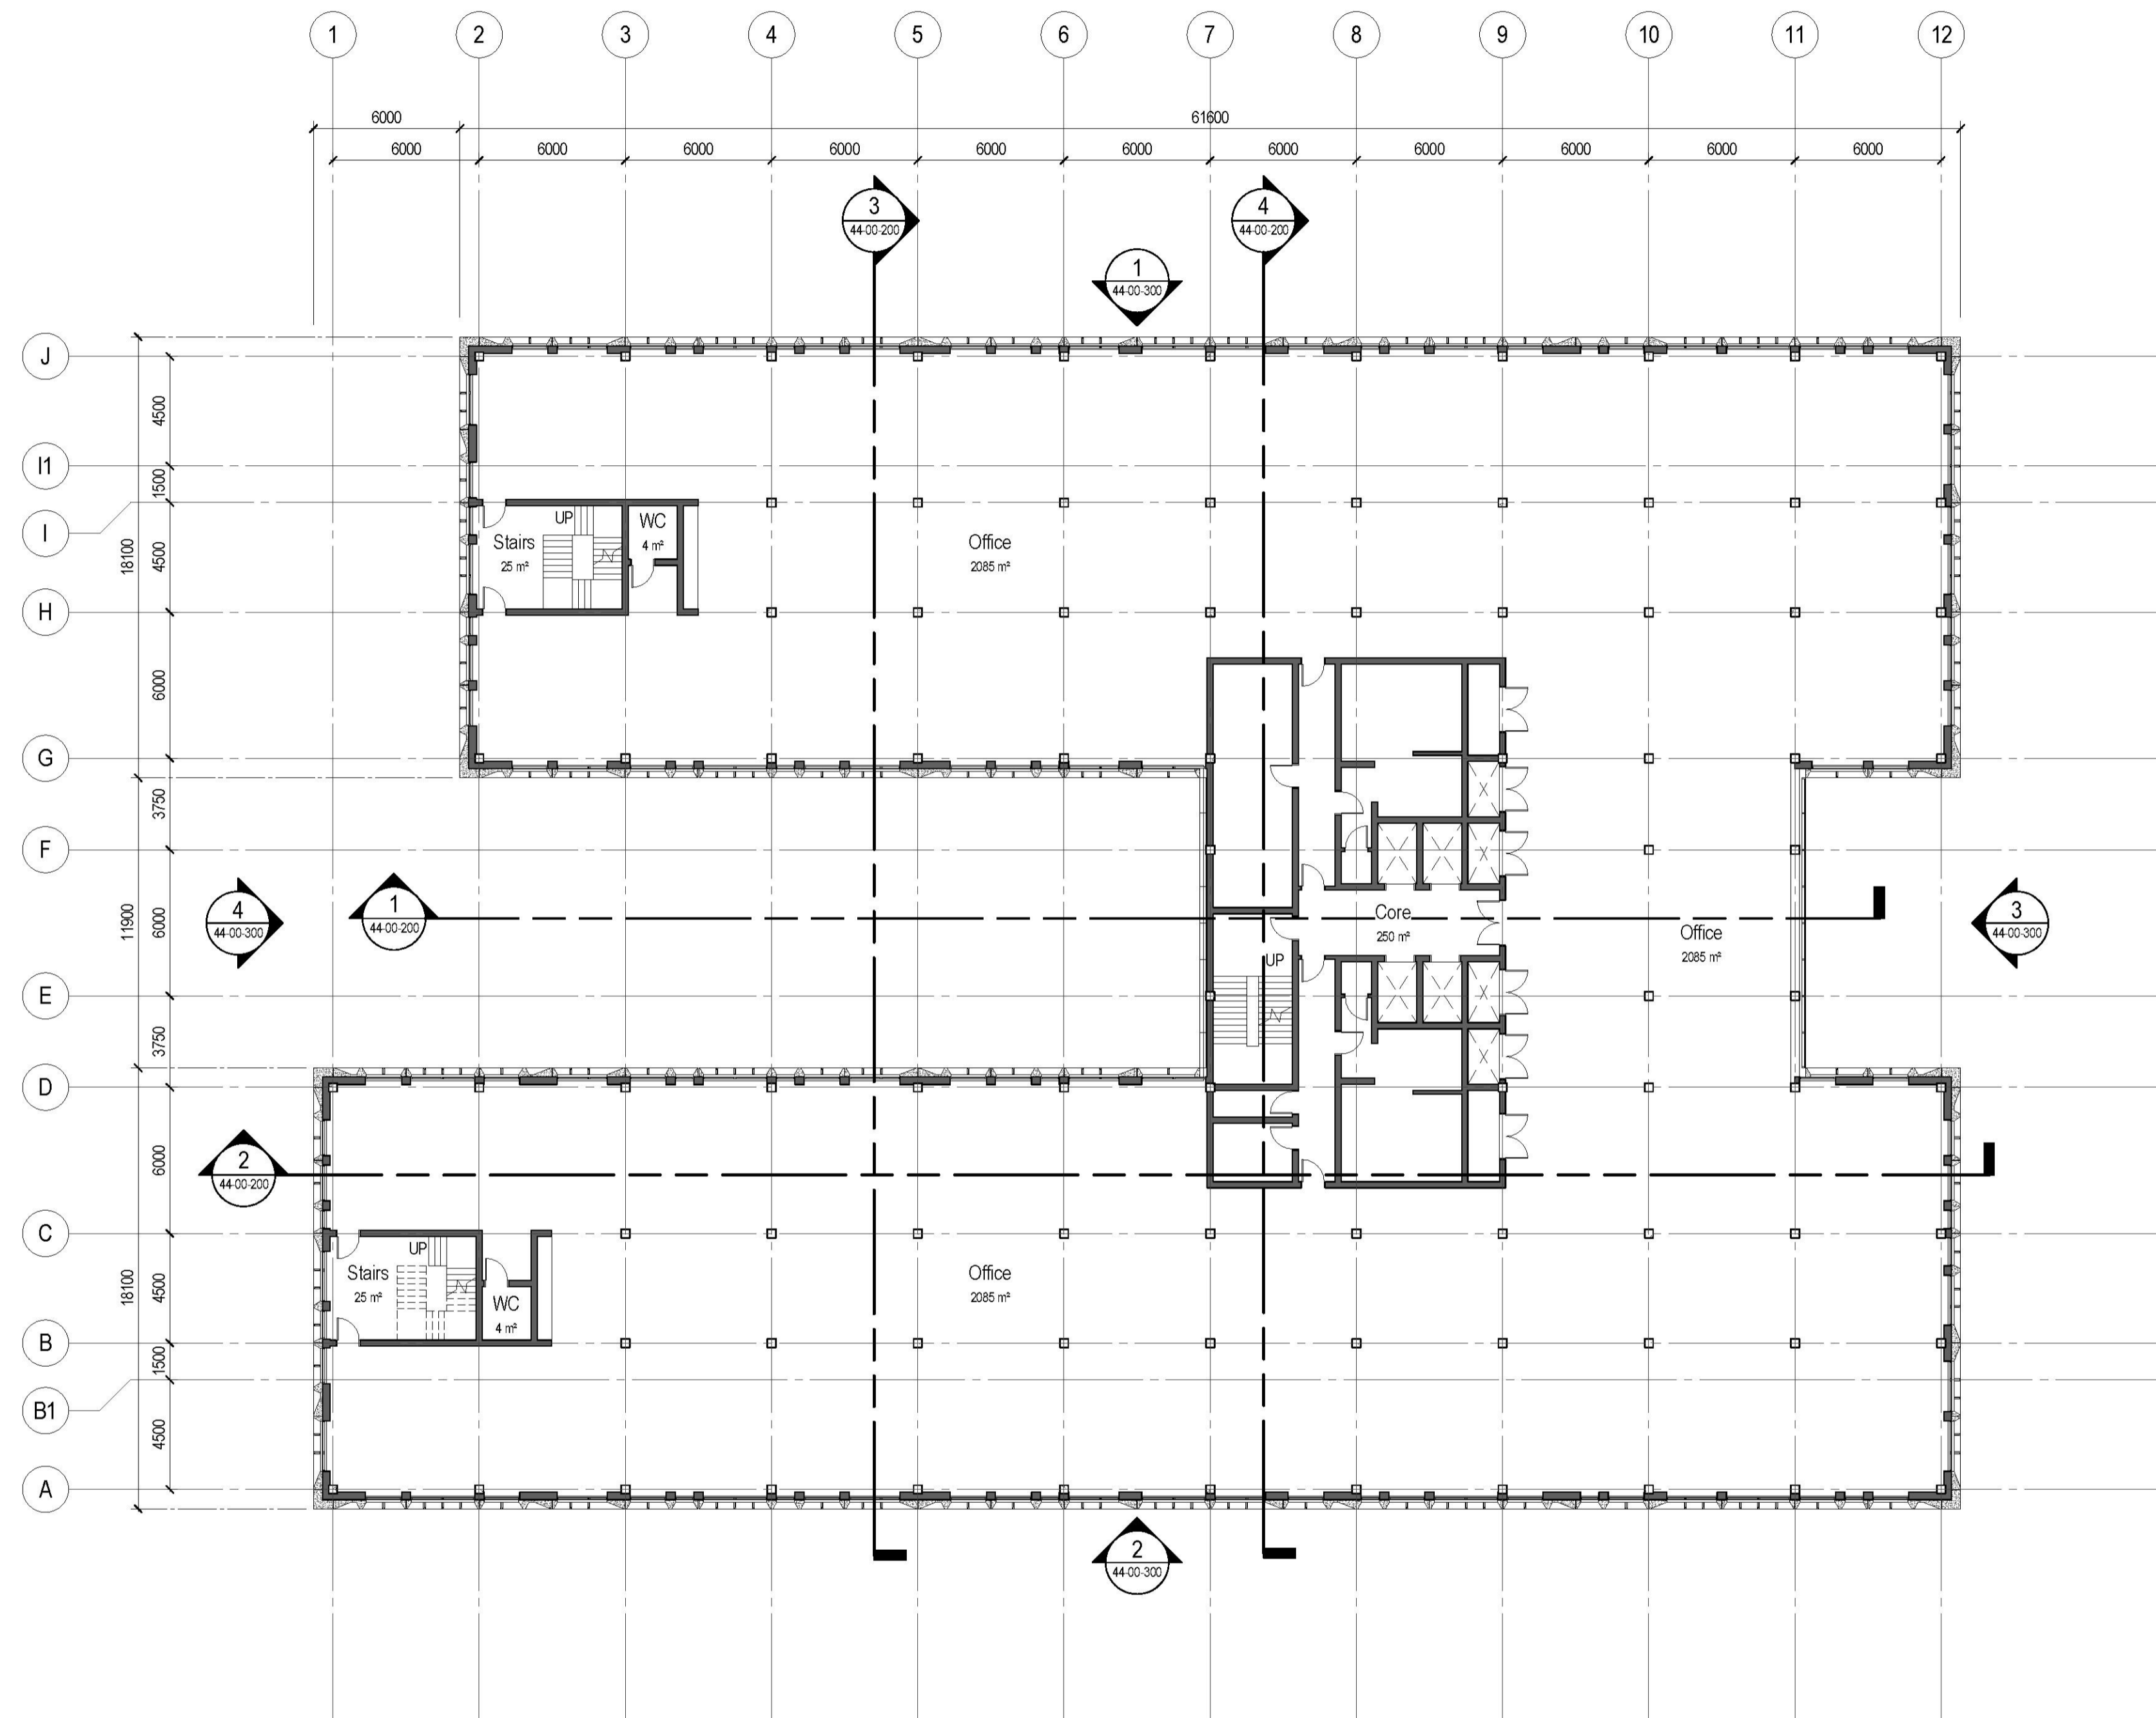 1 2 3 4 5 6 7 8 9 10 11 12
6000 61600
6000 6000 6000 6000 6000 6000 6000 6000 6000 6000 6000
3
44-00-200
4
44-00-200
1
44-00-300
J
4500
I1
1500
I
18100
4500
H
6000
G
UP
WC
4 m²
Stairs
25 m²
Office
2085 m²
3750
F
11900
6000
E
3750
D
4
44-00-300
1
44-00-200
Core
250 m²
UP
Office
2085 m²
3
44-00-300
2
44-00-200
6000
C
18100
4500
B
1500
B1
4500
A
UP
Stairs
25 m²
WC
4 m²
Office
2085 m²
2
44-00-300